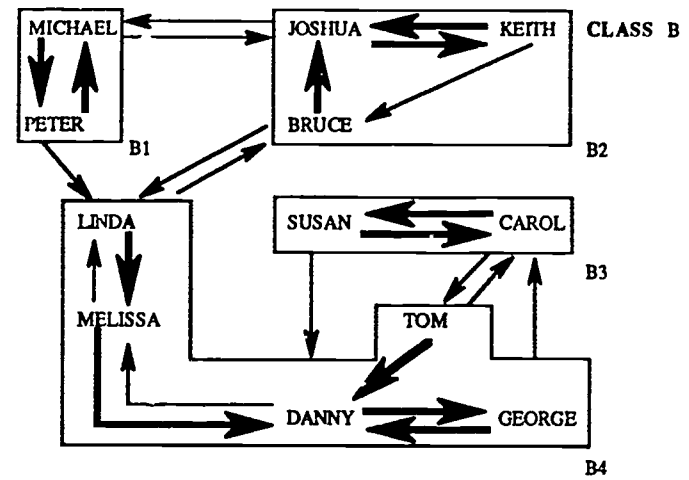 MICHAEL JOSHUA KEITH CLASS B
PETER BRUCE
B1 B2
LINDA SUSAN CAROL
B3
MELISSA TOM
DANNY GEORGE
B4